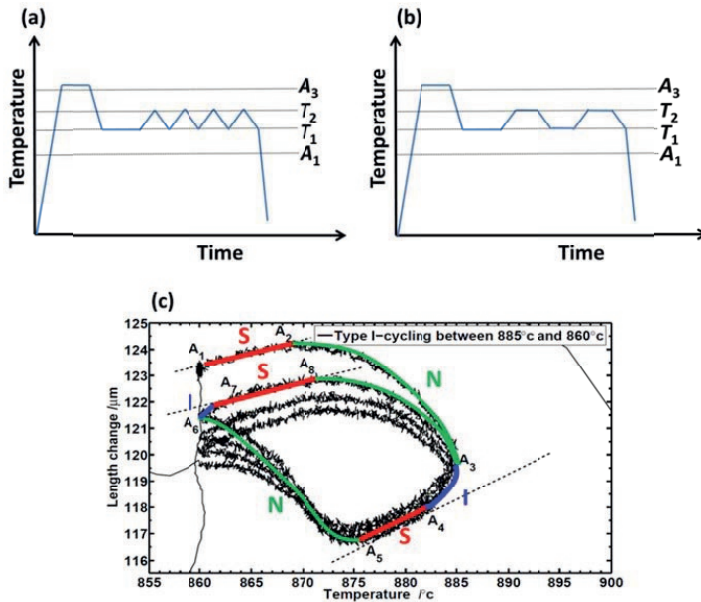 (a)
Temperature
A₃
T₂
T₁
A₁
Time
(b)
Temperature
A₃
T₂
T₁
A₁
Time
(c)
Length change /μm
125
124
123
122
121
120
119
118
117
116
Type I-cycling between 885°c and 860°c
A₁
S
A₂
S
N
A₇
A₈
I
A₆
A₃
N
I
A₄
S
A₅
855
860
865
870
875
880
885
890
895
900
Temperature /°c